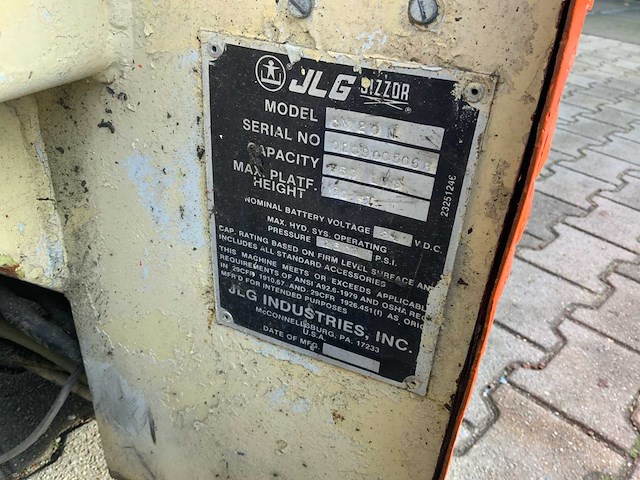 JLG SIZZOR
MODEL
SERIAL NO
CAPACITY
MAX. PLATF.
HEIGHT
NOMINAL BATTERY VOLTAGE V.D.C.
MAX. HYD. SYS. OPERATING
PRESSURE P.S.I.
CAP. RATING BASED ON FIRM LEVEL SURFACE AND
INCLUDES ALL STANDARD ACCESSORIES
THIS MACHINE MEETS OR EXCEEDS APPLICABLE
REQUIREMENTS OF ANSI A92.6-1979 AND OSHA REG.
IN 29CFR 1910.67 AND 29CFR 1926.451(f) AS ORIG.
MFR'D FOR INTENDED PURPOSES
JLG INDUSTRIES, INC.
McCONNELLSBURG, PA. 17233
U.S.A.
DATE OF MFG.
2325124C